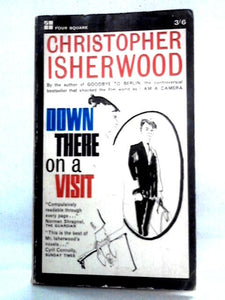 FOUR SQUARE
3'6
CHRISTOPHER
ISHERWOOD
By the author of GOODBYE TO BERLIN, the controversial
bestseller that shocked the film world as I AM A CAMERA
DOWN
THERE
on a
VISIT
"Compulsively
readable through
every page..."
Norman Shrapnel,
THE GUARDIAN
"This is the best of
Mr. Isherwood's
novels..."
Cyril Connolly,
SUNDAY TIMES